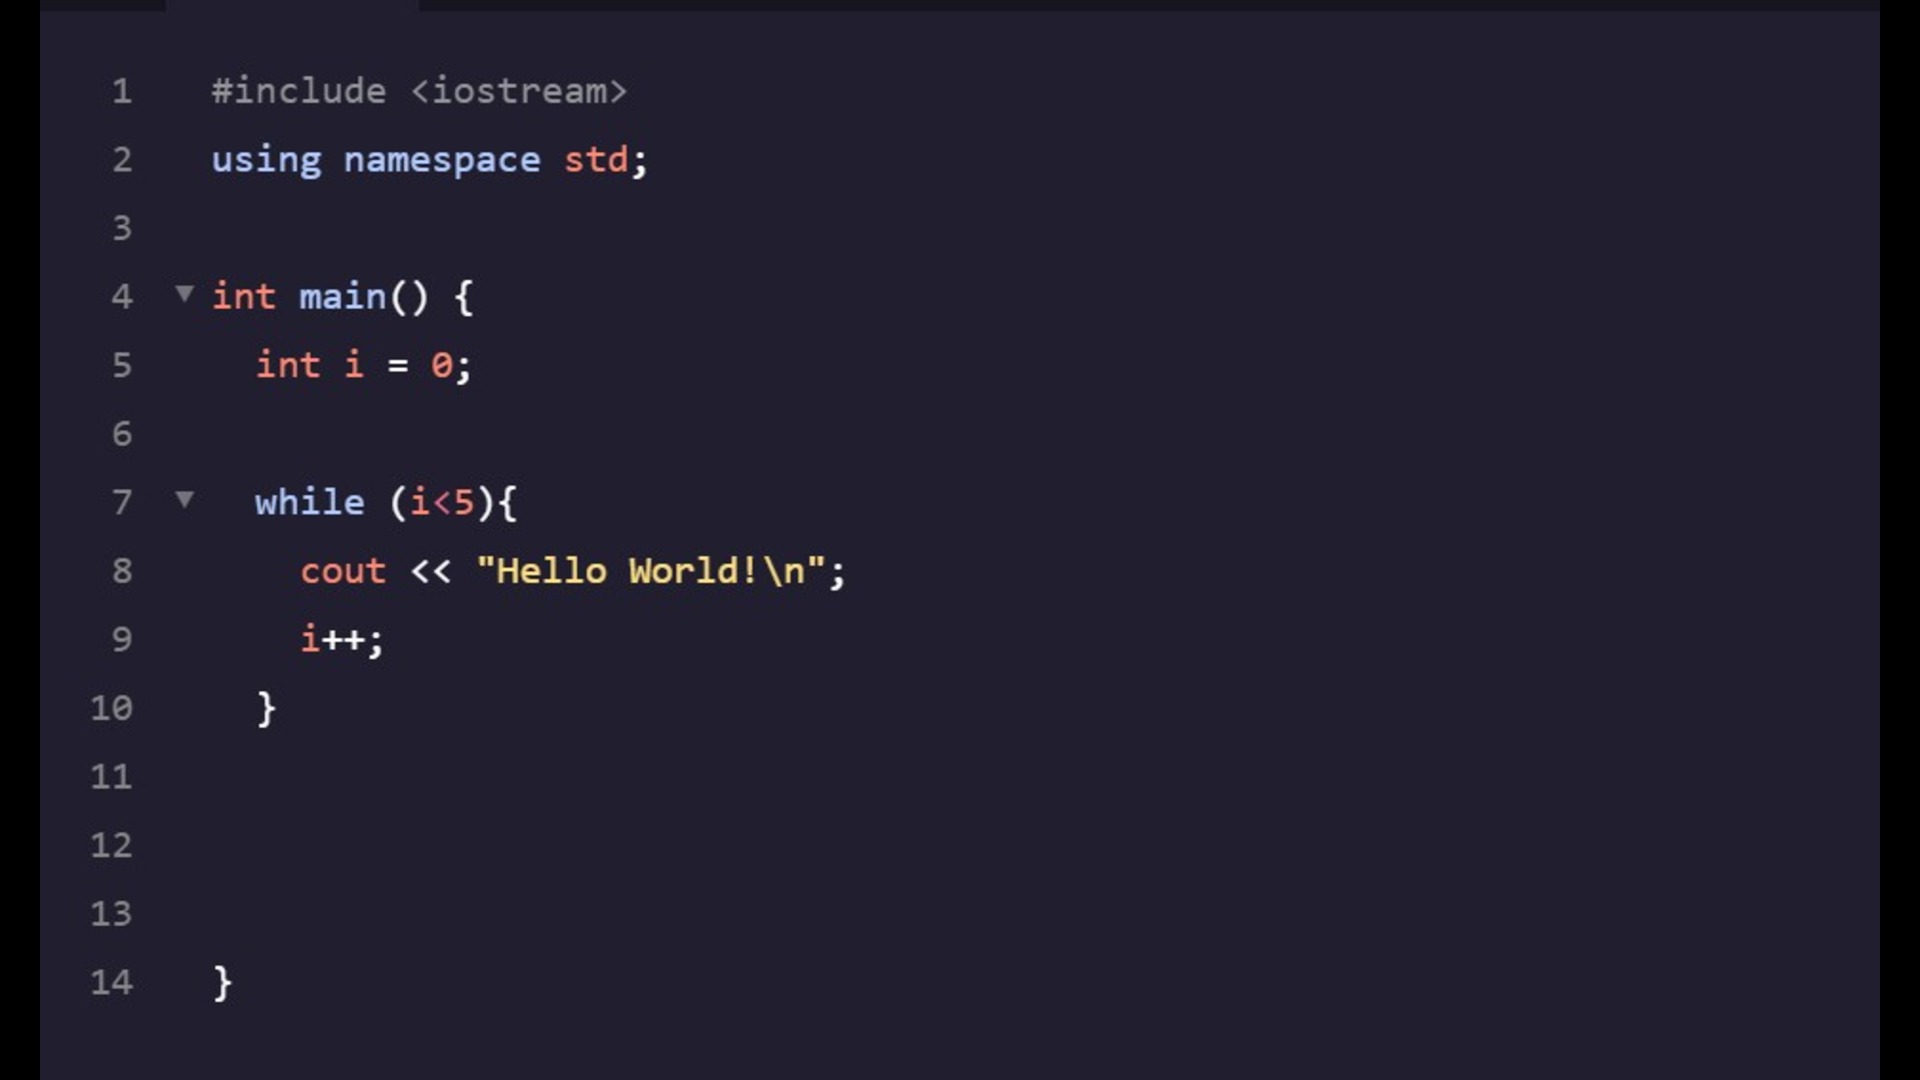 1 #include <iostream>
2 using namespace std;
3
4 int main() {
5 int i = 0;
6
7 while (i<5){
8 cout << "Hello World!\n";
9 i++;
10 }
11
12
13
14 }